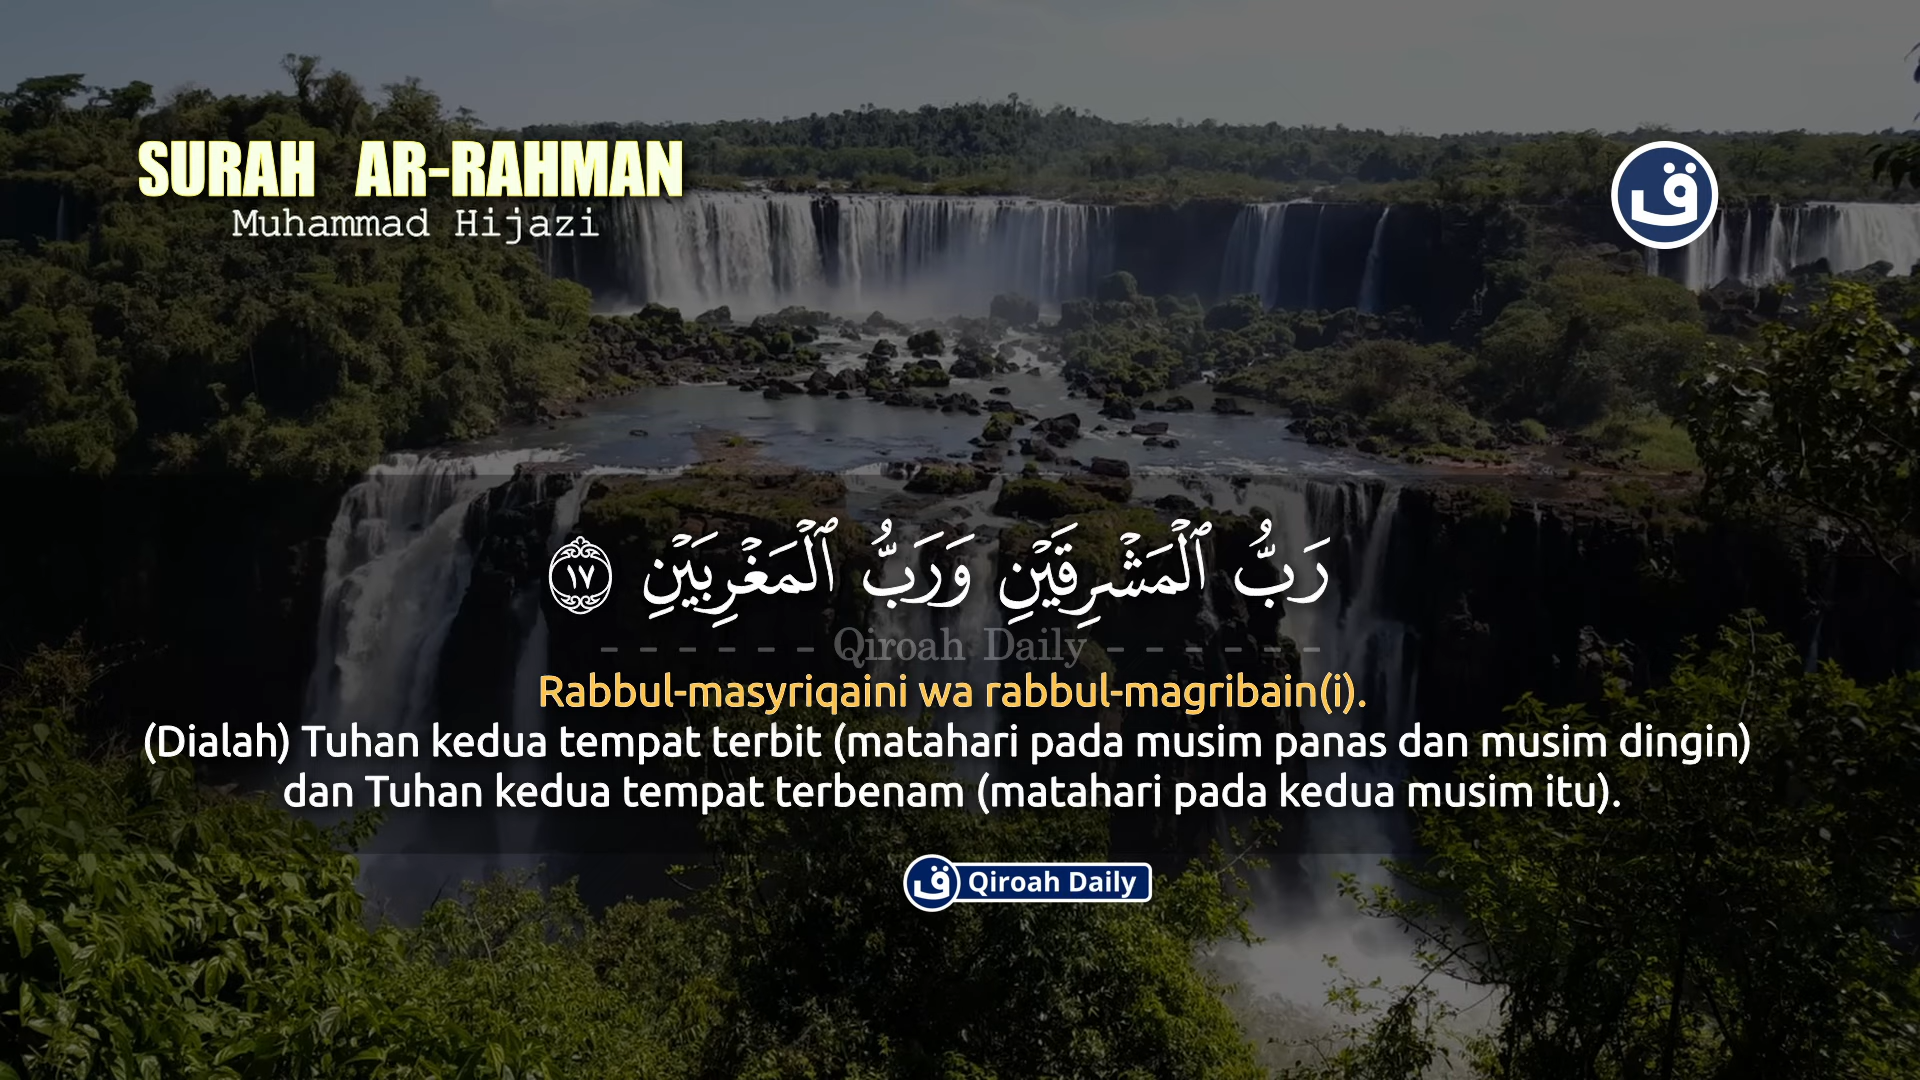 SURAH AR-RAHMAN
Muhammad Hijazi
ق
رَبُّ ٱلْمَشْرِقَيْنِ وَرَبُّ ٱلْمَغْرِبَيْنِ ١٧
- - - - - - Qiroah Daily - - - - - -
Rabbul-masyriqaini wa rabbul-magribain(i).
(Dialah) Tuhan kedua tempat terbit (matahari pada musim panas dan musim dingin)
dan Tuhan kedua tempat terbenam (matahari pada kedua musim itu).
ق Qiroah Daily